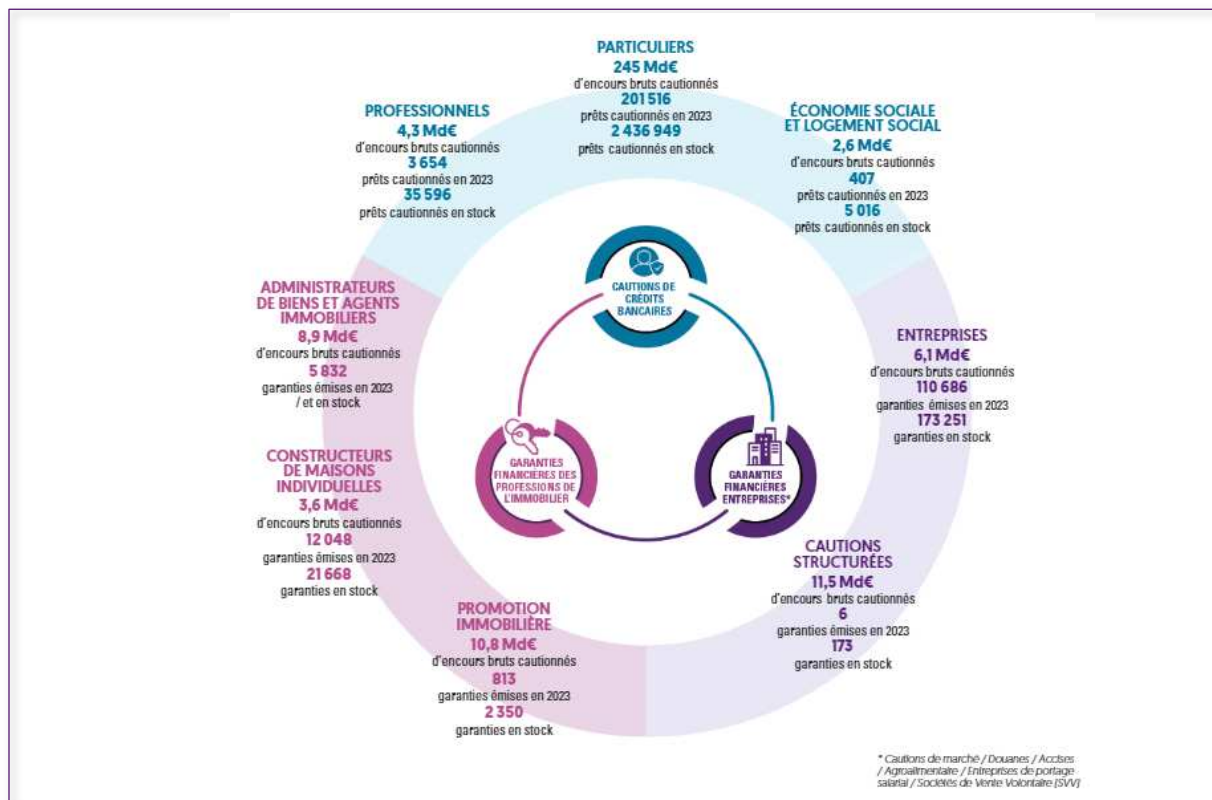 PARTICULIERS
245 Md€
d'encours bruts cautionnés
201 516
prêts cautionnés en 2023
2 436 949
prêts cautionnés en stock
PROFESSIONNELS
4,3 Md€
d'encours bruts cautionnés
3 654
prêts cautionnés en 2023
35 596
prêts cautionnés en stock
ÉCONOMIE SOCIALE
ET LOGEMENT SOCIAL
2,6 Md€
d'encours bruts cautionnés
407
prêts cautionnés en 2023
5 016
prêts cautionnés en stock
CAUTIONS DE
CRÉDITS
BANCAIRES
ADMINISTRATEURS
DE BIENS ET AGENTS
IMMOBILIERS
8,9 Md€
d'encours bruts cautionnés
5 832
garanties émises en 2023
/ et en stock
ENTREPRISES
6,1 Md€
d'encours bruts cautionnés
110 686
garanties émises en 2023
173 251
garanties en stock
GARANTIES
FINANCIÈRES DES
PROFESSIONS DE
L'IMMOBILIER
GARANTIES
FINANCIÈRES
ENTREPRISES*
CONSTRUCTEURS
DE MAISONS
INDIVIDUELLES
3,6 Md€
d'encours bruts cautionnés
12 048
garanties émises en 2023
21 668
garanties en stock
CAUTIONS
STRUCTURÉES
11,5 Md€
d'encours bruts cautionnés
6
garanties émises en 2023
173
garanties en stock
PROMOTION
IMMOBILIÈRE
10,8 Md€
d'encours bruts cautionnés
813
garanties émises en 2023
2 350
garanties en stock
* Cautions de marché / Douanes / Accises
/ Agroalimentaire / Entreprises de portage
salarial / Sociétés de Vente Volontaire [SVV]